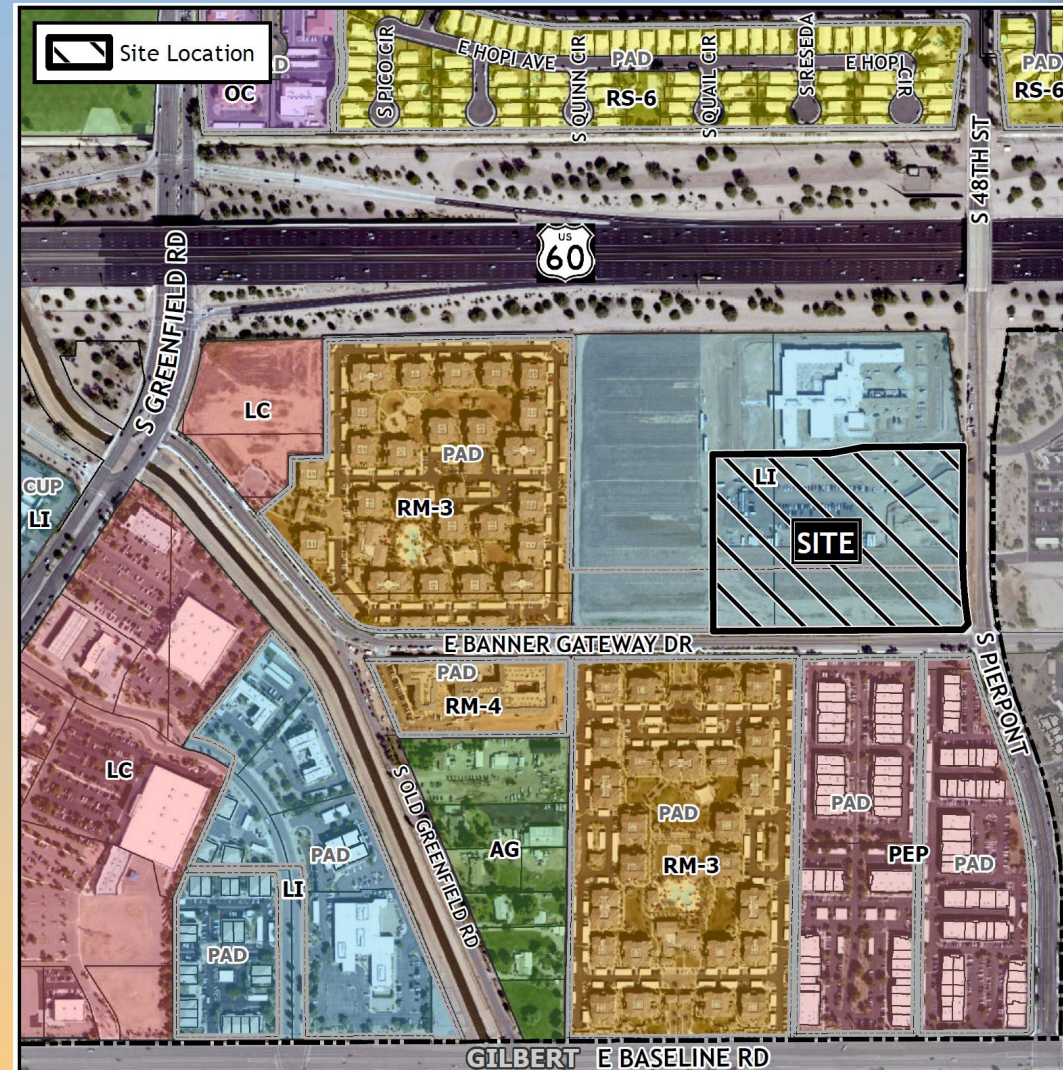 Site Location
PAD
OC
S PICO CIR
E HOPI AVE
S QUINN CIR
PAD
RS-6
S QUAIL CIR
S RESEDA
E HOPI CIR
PAD
RS-6
S 48TH ST
US
60
S GREENFIELD RD
LC
PAD
RM-3
LI
SITE
CUP
LI
E BANNER GATEWAY DR
S PIERPONT
PAD
RM-4
LC
S OLD GREENFIELD RD
AG
PAD
RM-3
PAD
PEP
PAD
PAD
LI
PAD
GILBERT
E BASELINE RD